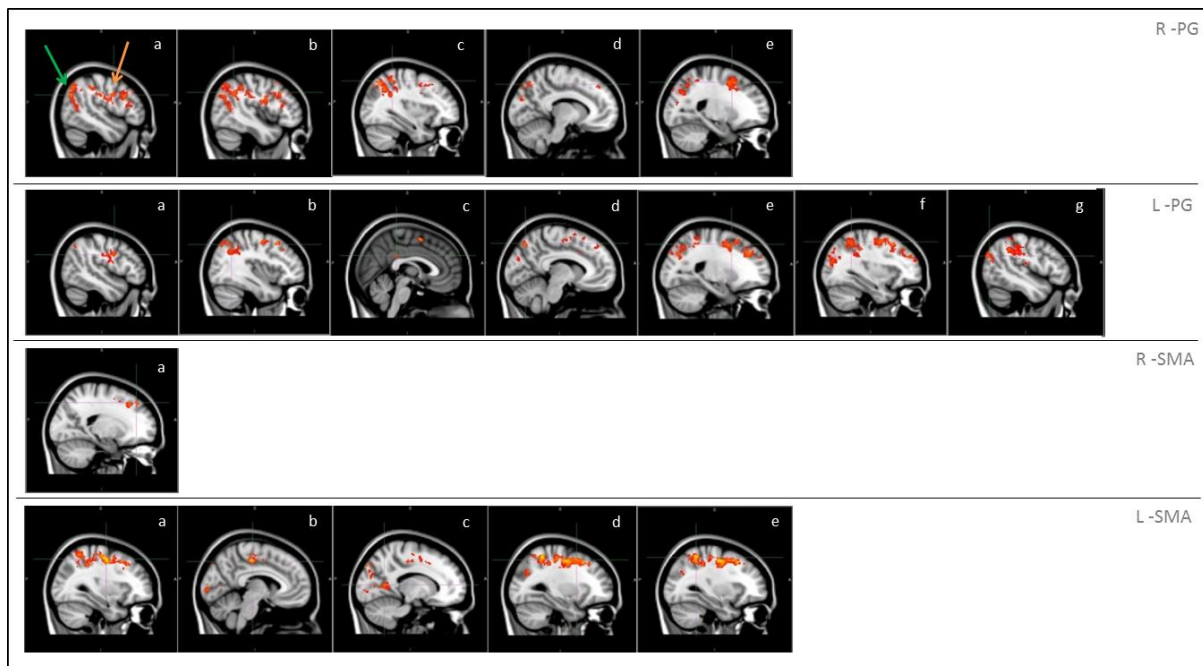 R -PG
a b c d e
L -PG
a b c d e f g
R -SMA
a
L -SMA
a b c d e